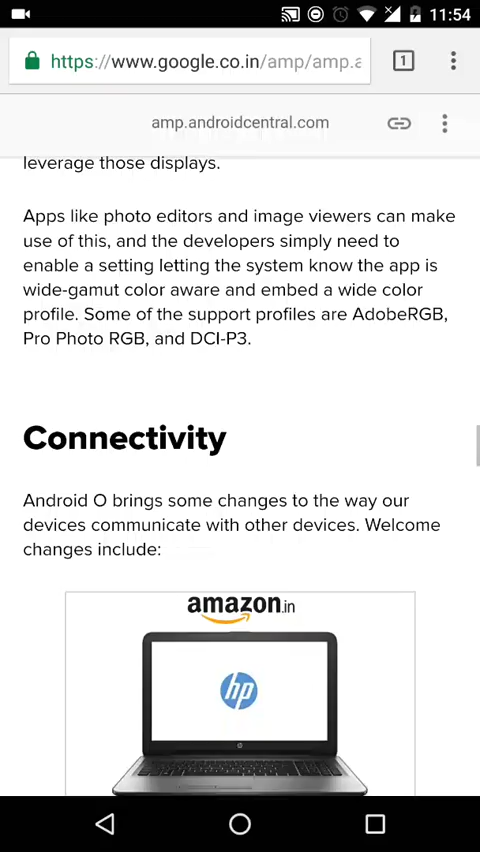 11:54
https://www.google.co.in/amp/amp.a
1
amp.androidcentral.com
leverage those displays.
Apps like photo editors and image viewers can make
use of this, and the developers simply need to
enable a setting letting the system know the app is
wide-gamut color aware and embed a wide color
profile. Some of the support profiles are AdobeRGB,
Pro Photo RGB, and DCI-P3.
Connectivity
Android O brings some changes to the way our
devices communicate with other devices. Welcome
changes include:
amazon.in
hp